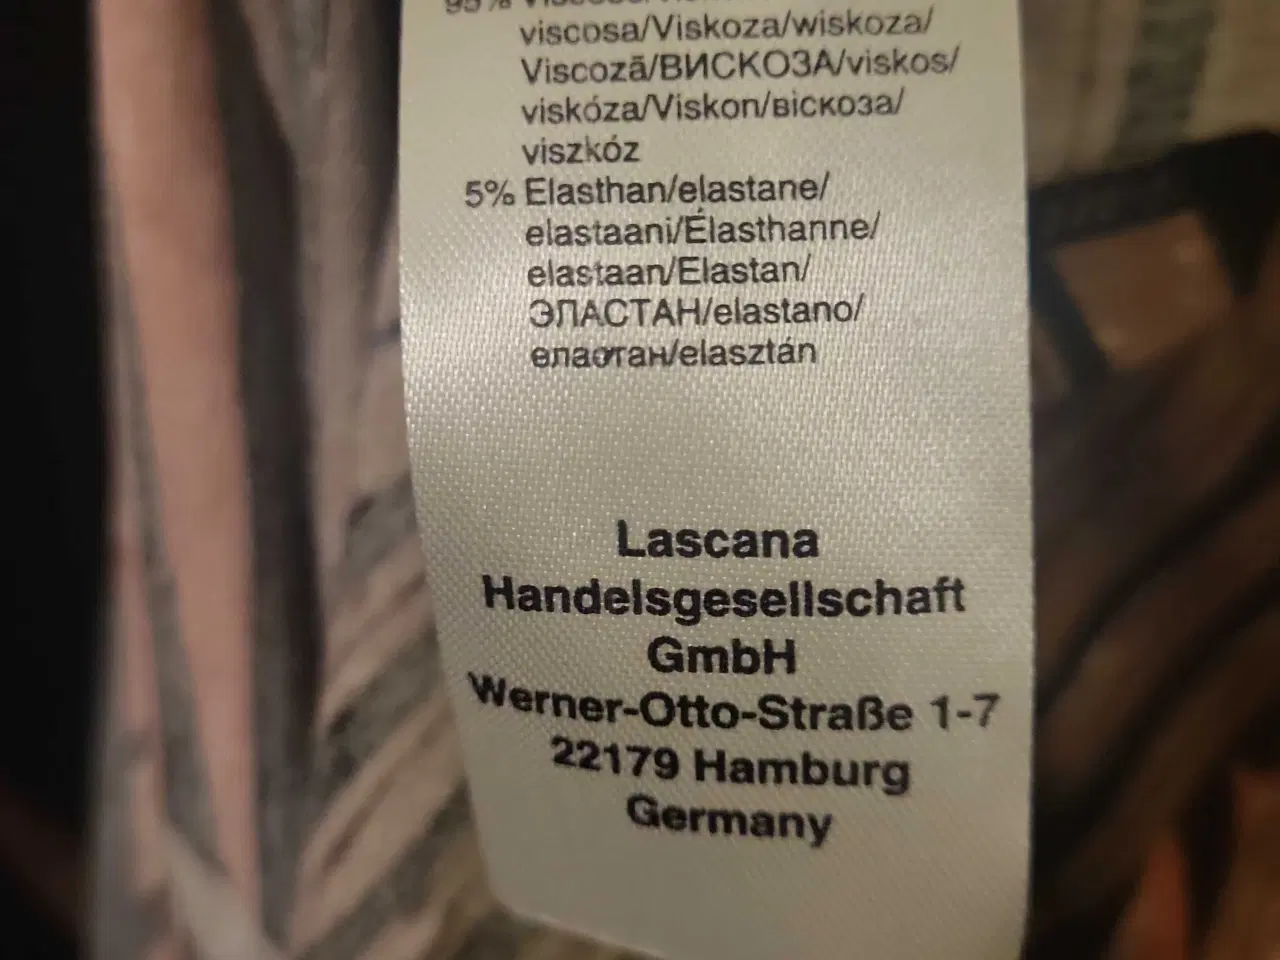 95%
viscosa/Viskoza/wiskoza/
Viscoză/ВИСКОЗА/viskos/
viskóza/Viskon/віскоза/
viszkóz
5% Elasthan/elastane/
elastaani/Élasthanne/
elastaan/Elastan/
ЭЛАСТАН/elastano/
еластан/elasztán
Lascana
Handelsgesellschaft
GmbH
Werner-Otto-Straße 1-7
22179 Hamburg
Germany